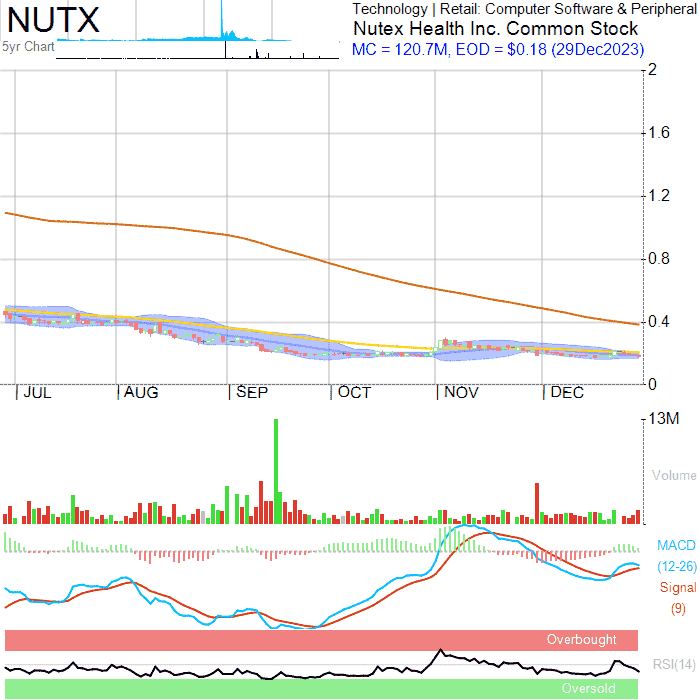 NUTX
5yr Chart
Technology | Retail: Computer Software & Peripheral
Nutex Health Inc. Common Stock
MC = 120.7M, EOD = $0.18 (29Dec2023)
2
1.6
1.2
0.8
0.4
0
JUL AUG SEP OCT NOV DEC
13M
Volume
MACD
(12-26)
Signal
(9)
Overbought
RSI(14)
Oversold